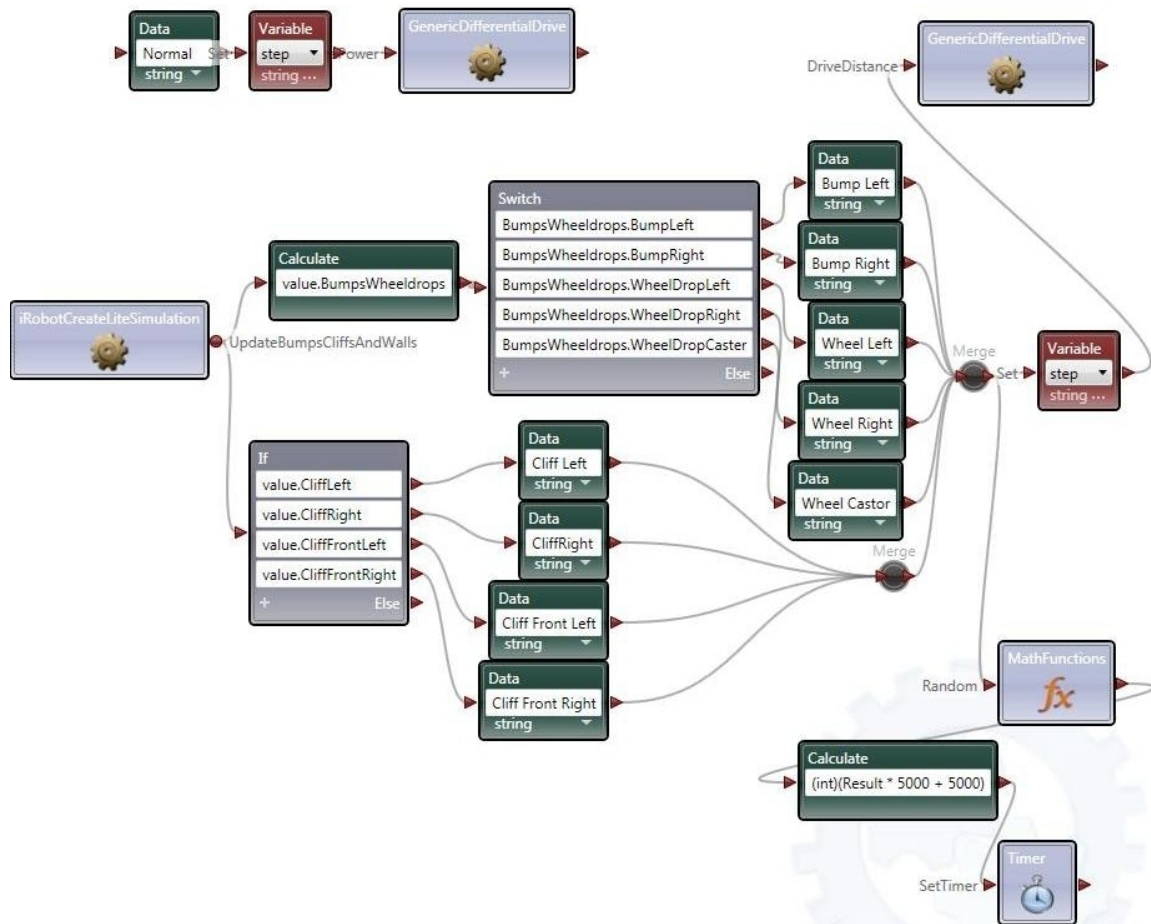 Data
Normal
string
Set
Variable
step
string ...
Power
GenericDifferentialDrive
DriveDistance
GenericDifferentialDrive
iRobotCreateLiteSimulation
UpdateBumpsCliffsAndWalls
Calculate
value.BumpsWheeldrops
Switch
BumpsWheeldrops.BumpLeft
BumpsWheeldrops.BumpRight
BumpsWheeldrops.WheelDropLeft
BumpsWheeldrops.WheelDropRight
BumpsWheeldrops.WheelDropCaster
+ Else
Data
Bump Left
string
Data
Bump Right
string
Data
Wheel Left
string
Data
Wheel Right
string
Data
Wheel Castor
string
Merge
Set
Variable
step
string ...
If
value.CliffLeft
value.CliffRight
value.CliffFrontLeft
value.CliffFrontRight
+ Else
Data
Cliff Left
string
Data
CliffRight
string
Data
Cliff Front Left
string
Data
Cliff Front Right
string
Merge
Random
MathFunctions
fx
Calculate
(int)(Result * 5000 + 5000)
SetTimer
Timer